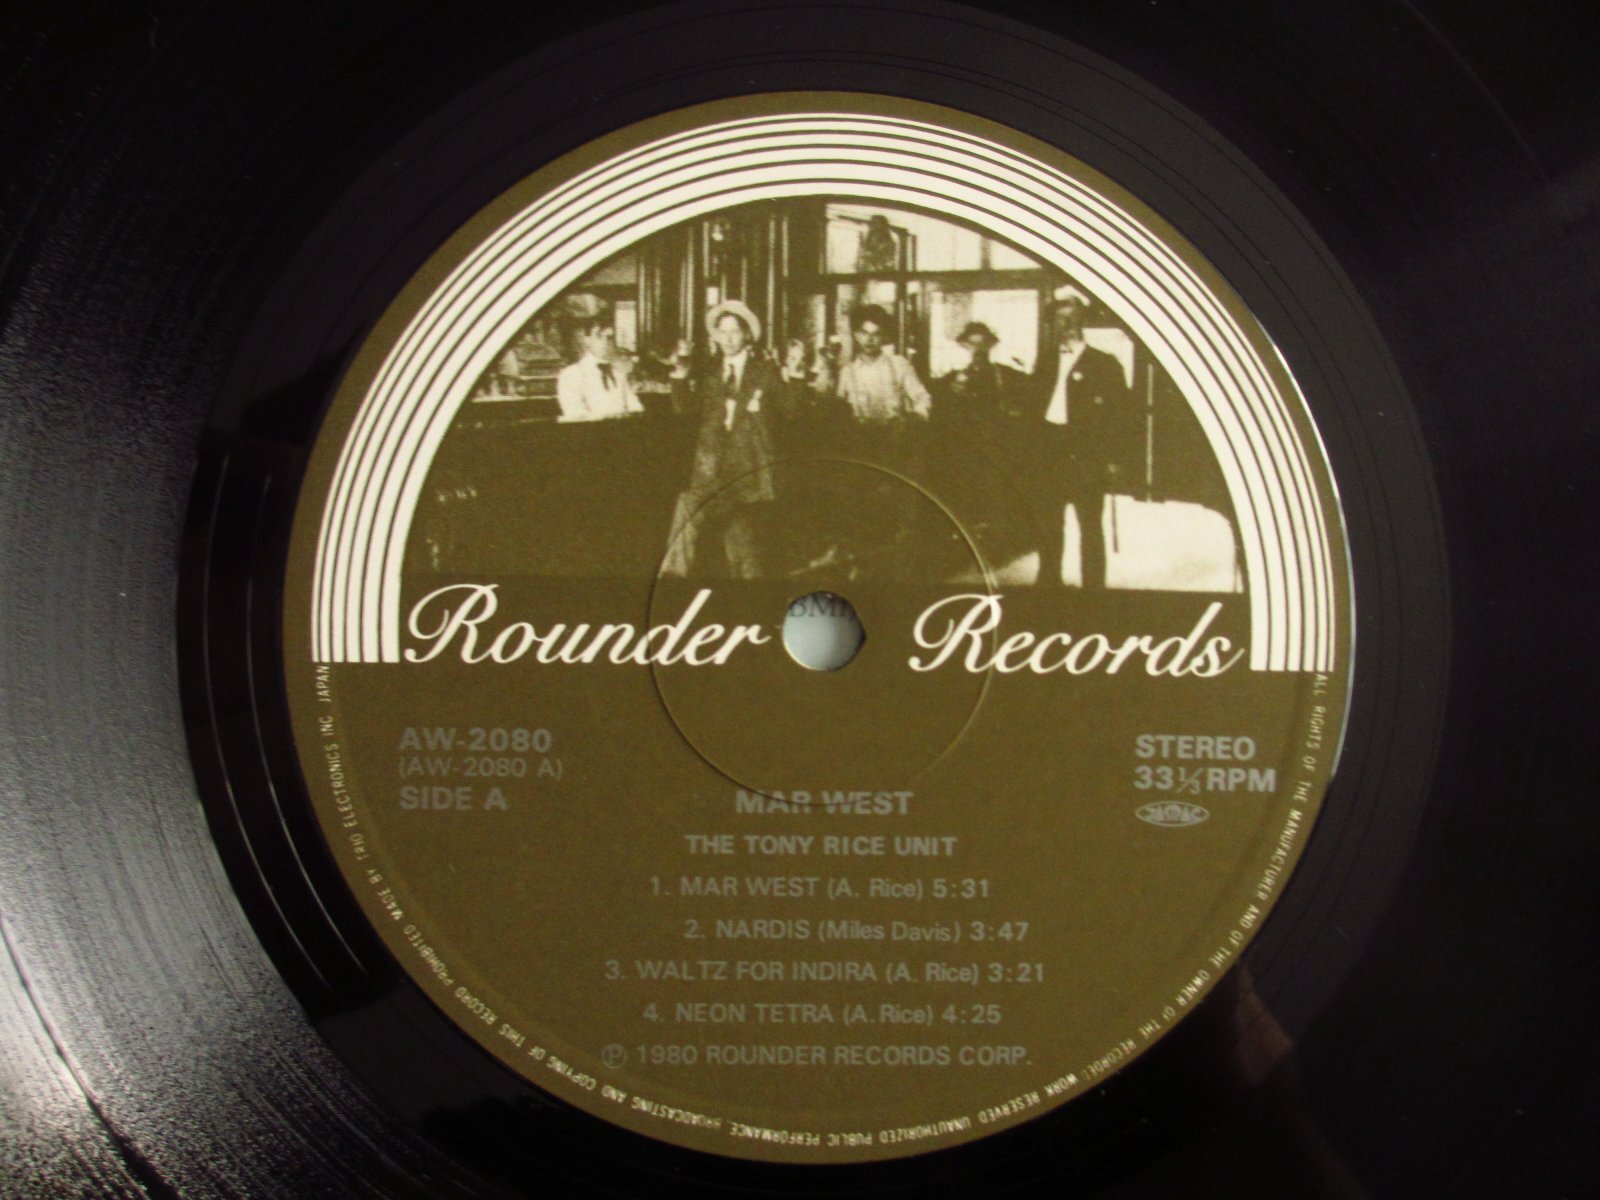 Rounder Records
AW-2080
(AW-2080 A)
SIDE A
STEREO
33⅓RPM
MAR WEST
THE TONY RICE UNIT
1. MAR WEST (A. Rice) 5:31
2. NARDIS (Miles Davis) 3:47
3. WALTZ FOR INDIRA (A. Rice) 3:21
4. NEON TETRA (A. Rice) 4:25
Ⓟ 1980 ROUNDER RECORDS CORP.
ALL RIGHTS OF THE MANUFACTURER AND OF THE OWNER OF THE RECORDED WORK RESERVED UNAUTHORIZED PUBLIC PERFORMANCE. BROADCASTING AND COPYING OF THIS RECORD PROHIBITED MADE BY TRIO ELECTRONICS INC JAPAN